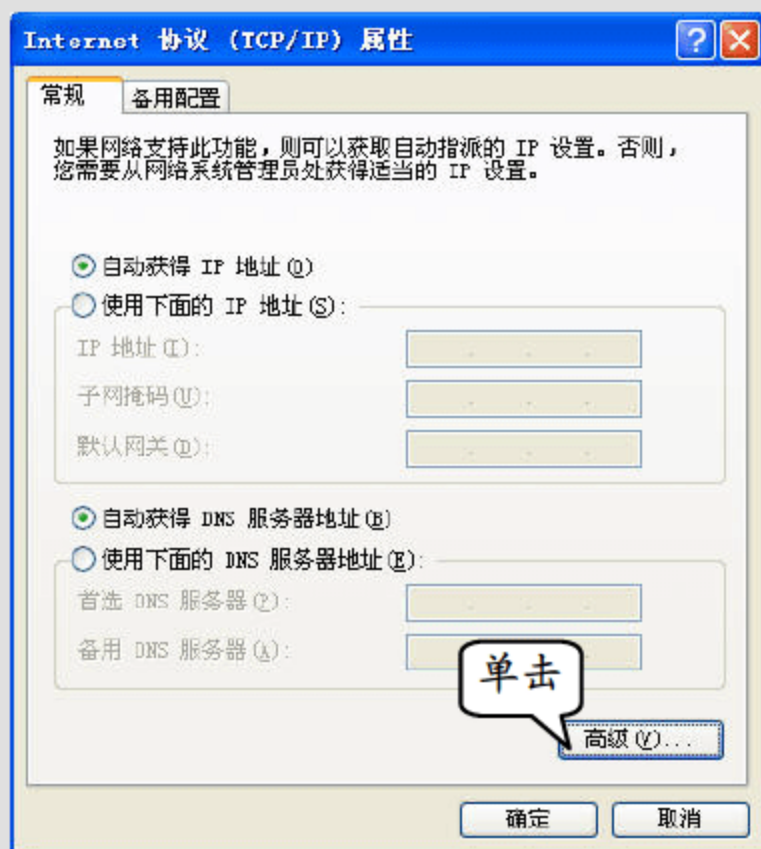 Internet 协议 (TCP/IP) 属性
常规
备用配置
如果网络支持此功能，则可以获取自动指派的 IP 设置。否则，
您需要从网络系统管理员处获得适当的 IP 设置。
自动获得 IP 地址(O)
使用下面的 IP 地址(S):
IP 地址(I):
子网掩码(U):
默认网关(D):
自动获得 DNS 服务器地址(B)
使用下面的 DNS 服务器地址(E):
首选 DNS 服务器(P):
备用 DNS 服务器(A):
单击
高级(V)...
确定
取消